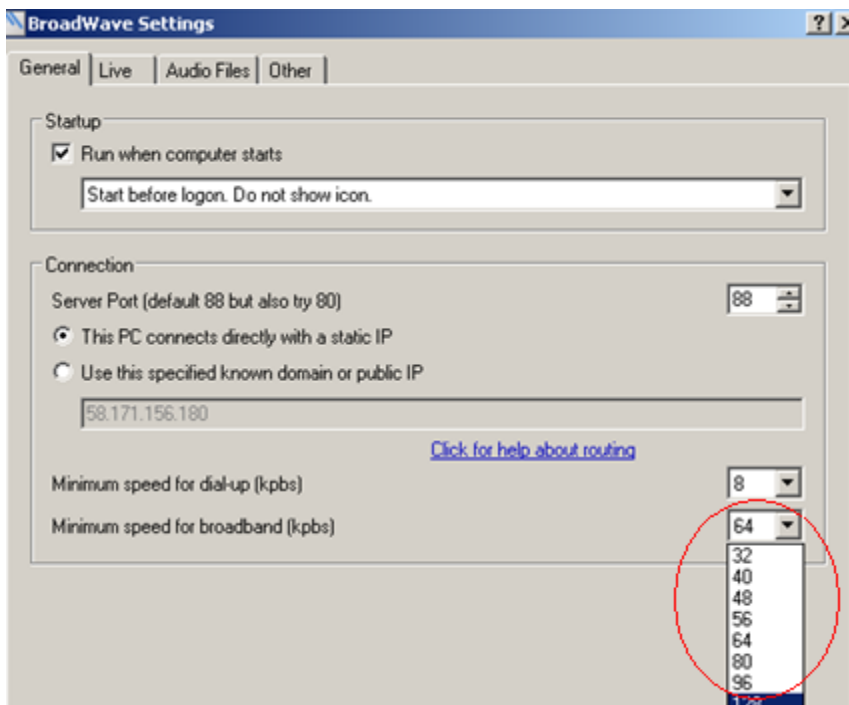 BroadWave Settings
General Live Audio Files Other
Startup
Run when computer starts
Start before logon. Do not show icon.
Connection
Server Port (default 88 but also try 80) 88
This PC connects directly with a static IP
Use this specified known domain or public IP
58.171.156.180
Click for help about routing
Minimum speed for dial-up (kpbs) 8
Minimum speed for broadband (kpbs) 64
32
40
48
56
64
80
96